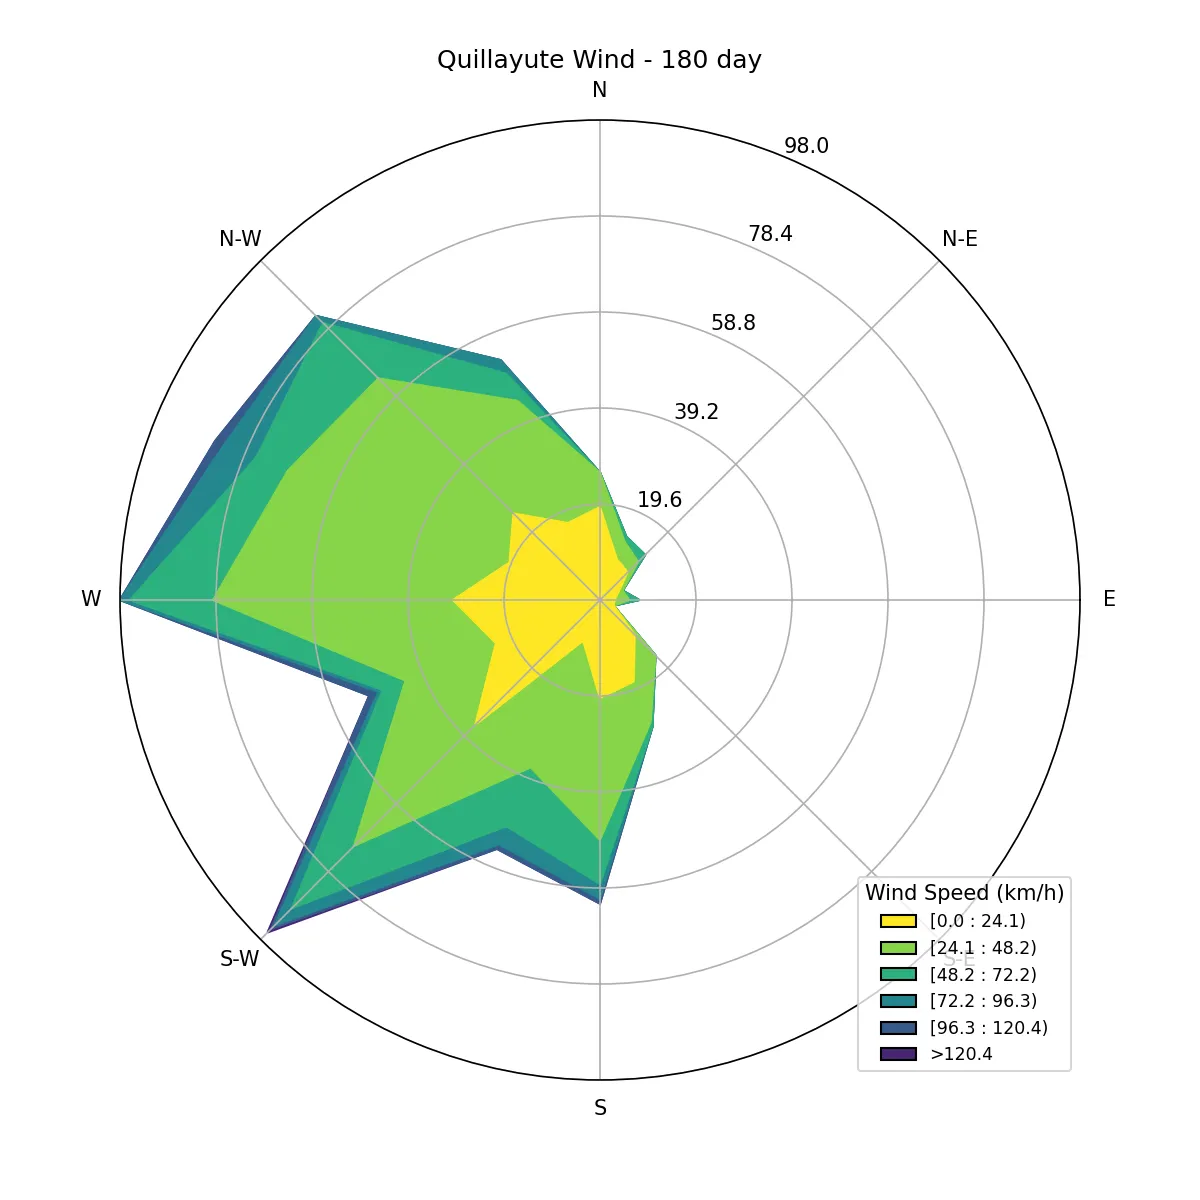 Quillayute Wind - 180 day
N
98.0
N-W
N-E
78.4
58.8
39.2
19.6
W
E
S-W
S-E
S
Wind Speed (km/h)
[0.0 : 24.1)
[24.1 : 48.2)
[48.2 : 72.2)
[72.2 : 96.3)
[96.3 : 120.4)
>120.4